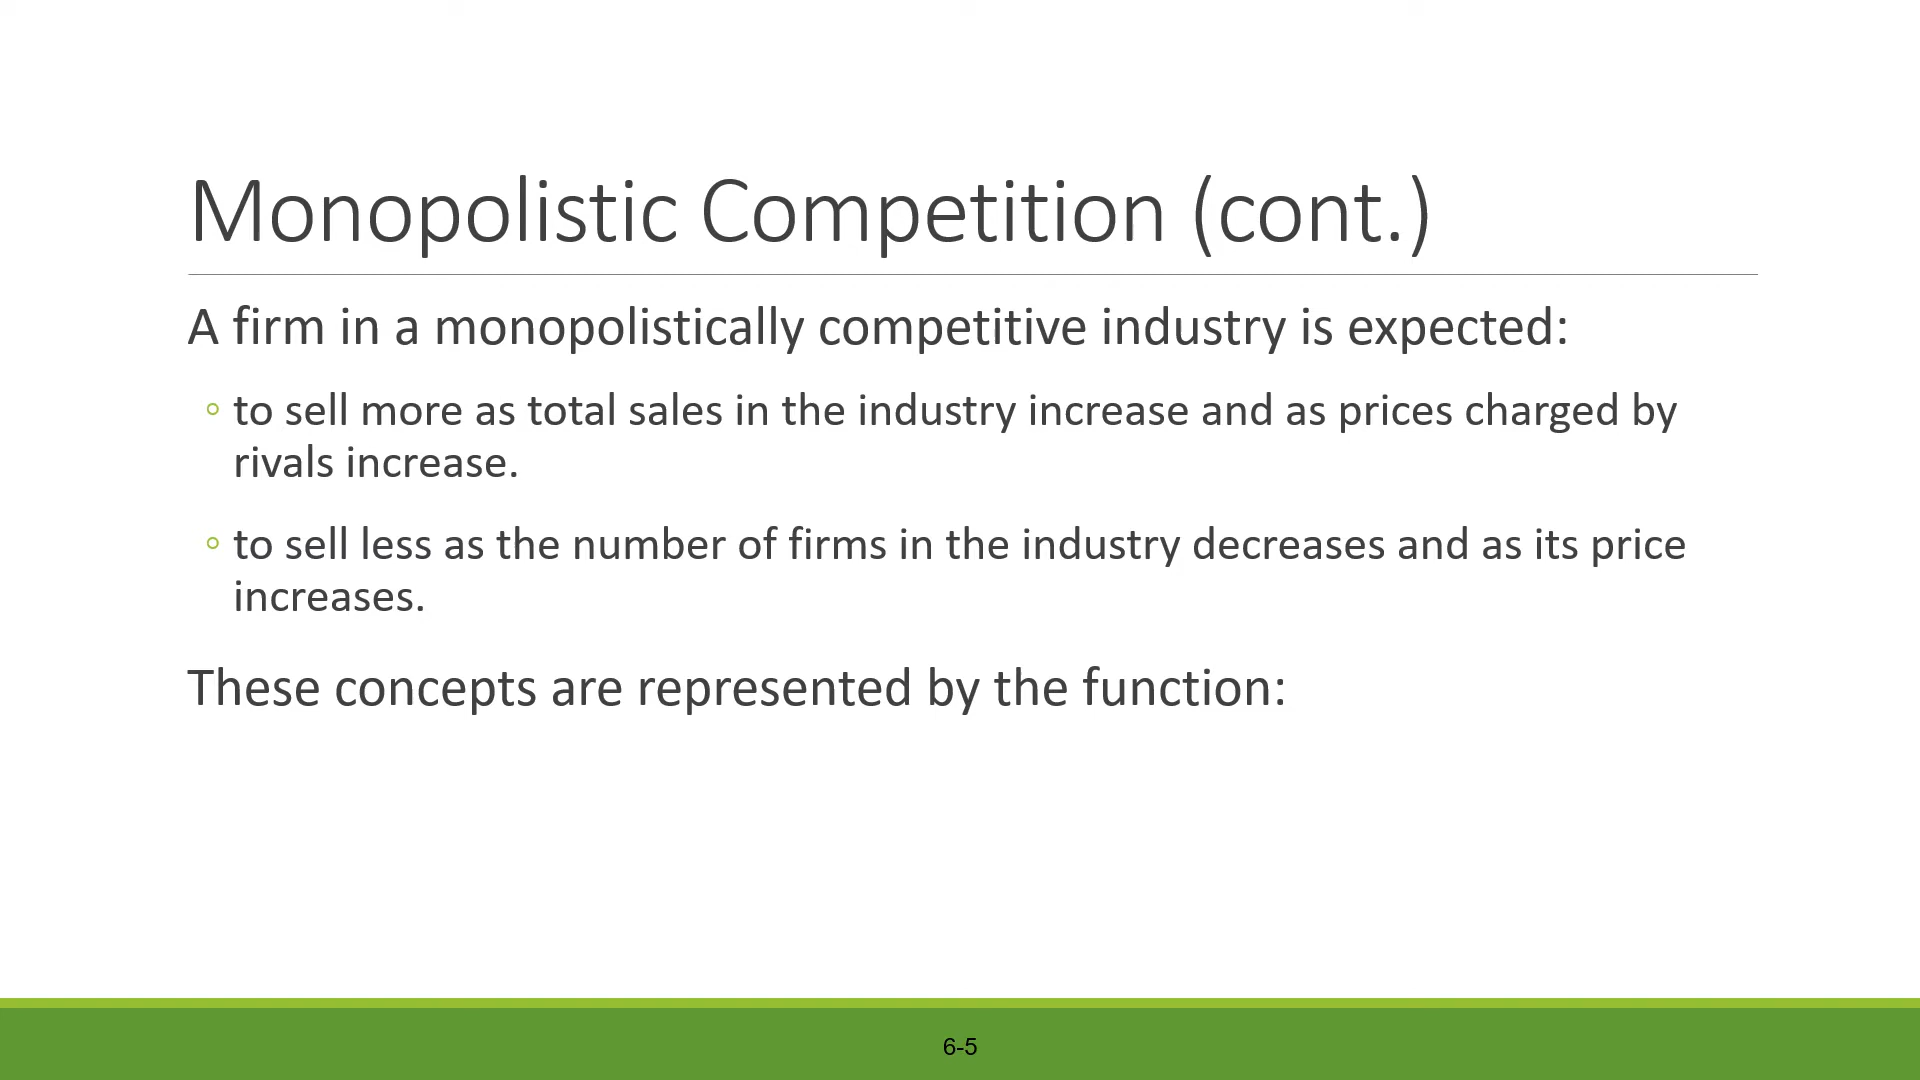 Monopolistic Competition (cont.)
A firm in a monopolistically competitive industry is expected:
◦ to sell more as total sales in the industry increase and as prices charged by
rivals increase.
◦ to sell less as the number of firms in the industry decreases and as its price
increases.
These concepts are represented by the function:
6-5